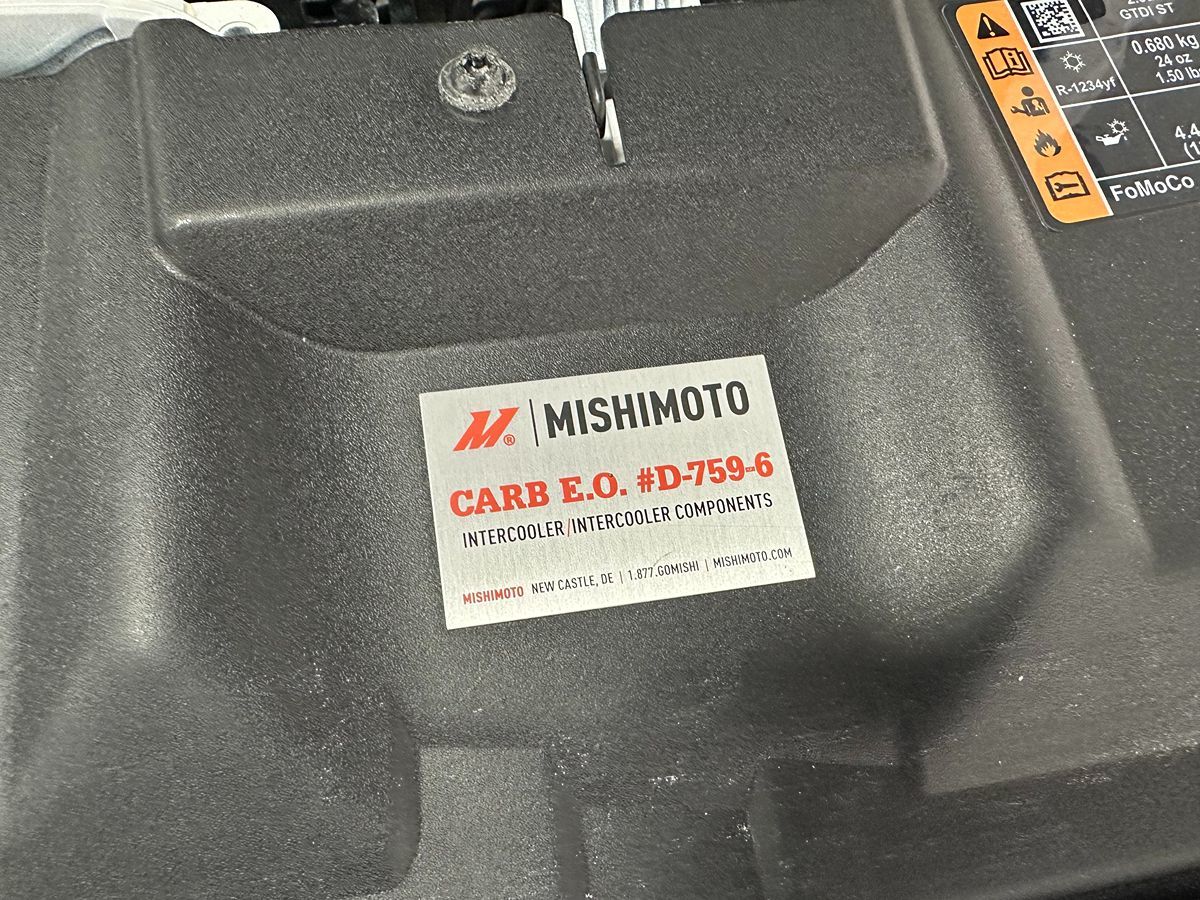 MISHIMOTO
CARB E.O. #D-759-6
INTERCOOLER/INTERCOOLER COMPONENTS
MISHIMOTO NEW CASTLE, DE | 1.877.GOMISHI | MISHIMOTO.COM
GTDI ST
R-1234yf
0.680 kg
24 oz
1.50 lbs
FoMoCo